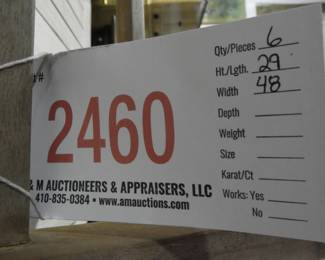 #
2460
& M AUCTIONEERS & APPRAISERS, LLC
410-835-0384 • www.amauctions.com
Qty/Pieces 6
Ht./Lgth. 29
Width 48
Depth
Weight
Size
Karat/Ct
Works: Yes
No